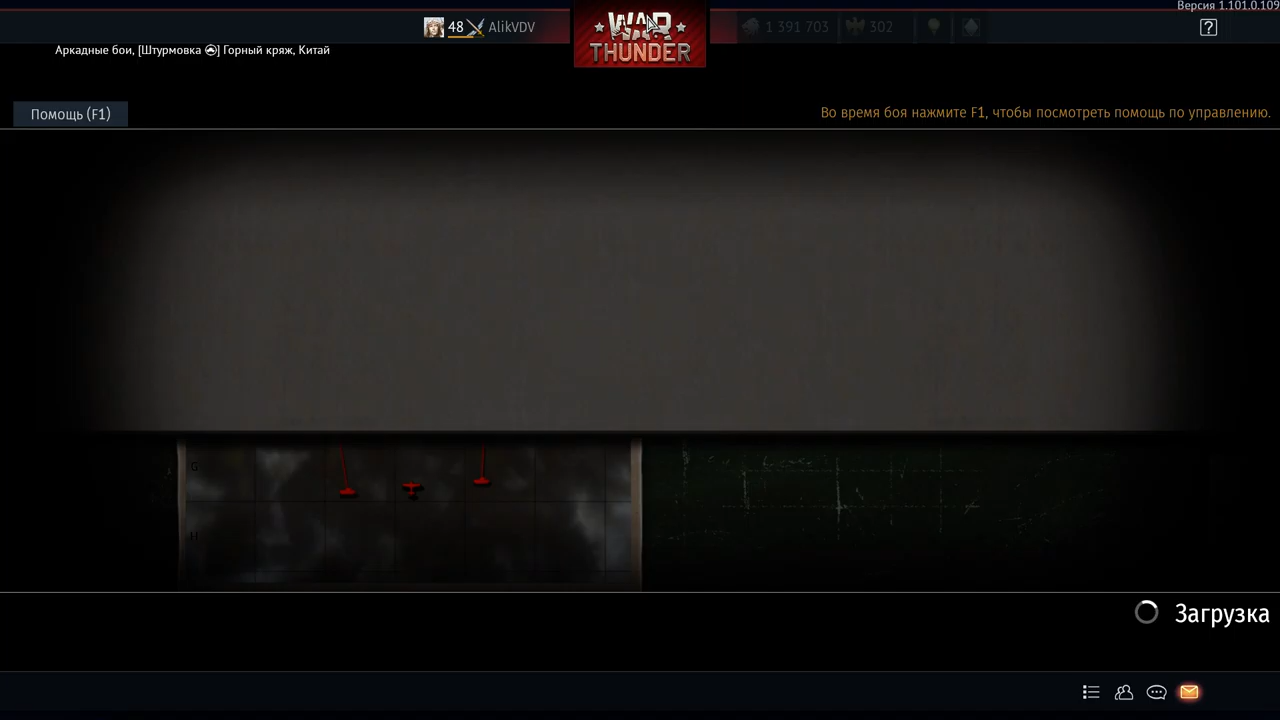 Версия 1.101.0.109
48 AlikVDV
WAR THUNDER
1 391 703
302
?
Аркадные бои, [Штурмовка] Горный кряж, Китай
Помощь (F1)
Во время боя нажмите F1, чтобы посмотреть помощь по управлению.
G
H
Загрузка